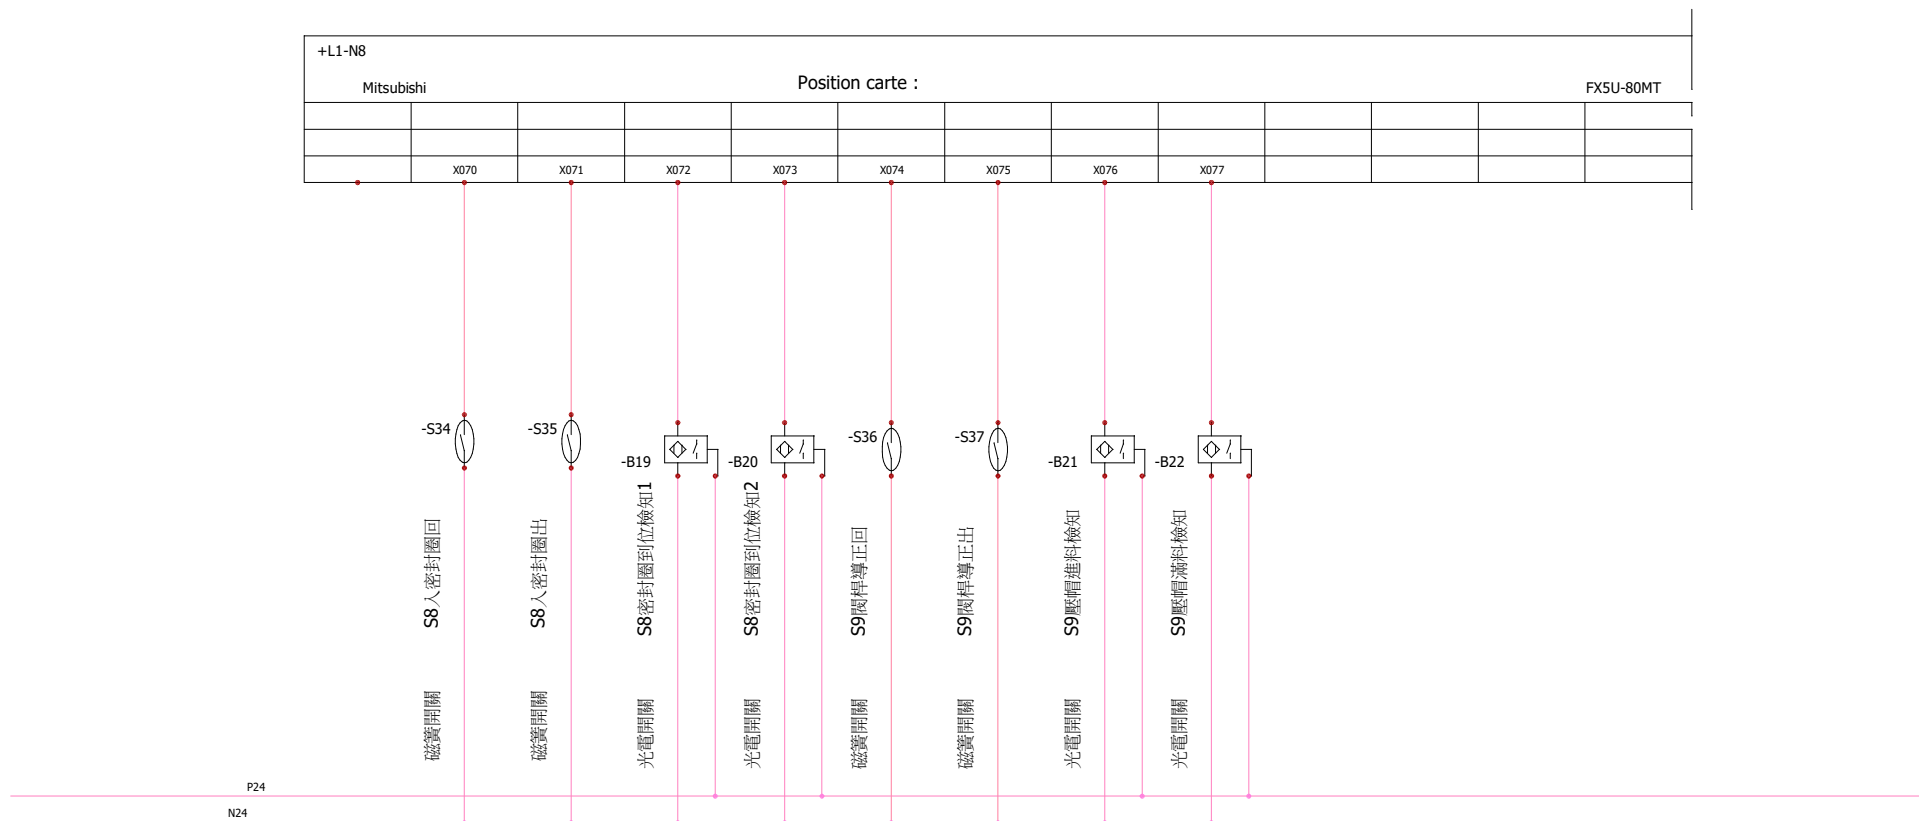 +L1-N8
Mitsubishi
Position carte :
FX5U-80MT
X070
X071
X072
X073
X074
X075
X076
X077
-S34
-S35
-B19
-B20
-S36
-S37
-B21
-B22
S8入密封圈回
S8入密封圈出
S8密封圈到位檢知1
S8密封圈到位檢知2
S9閥桿導正回
S9閥桿導正出
S9壓帽進料檢知
S9壓帽滿料檢知
磁簧開關
磁簧開關
光電開關
光電開關
磁簧開關
磁簧開關
光電開關
光電開關
P24
N24